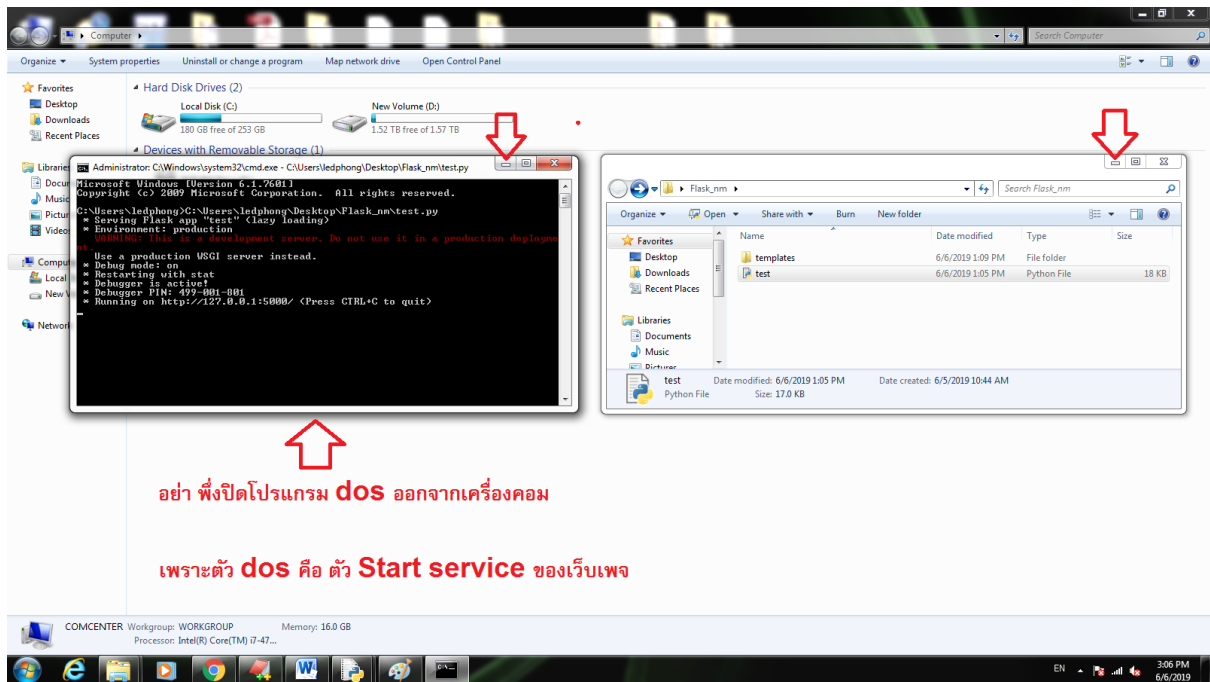 Computer
Search Computer
Organize
System properties
Uninstall or change a program
Map network drive
Open Control Panel
Favorites
Desktop
Downloads
Recent Places
Libraries
Music
Network
Hard Disk Drives (2)
Local Disk (C:)
180 GB free of 253 GB
New Volume (D:)
1.52 TB free of 1.57 TB
Devices with Removable Storage (1)
Administrator: C:\Windows\system32\cmd.exe - C:\Users\ledphong\Desktop\Flask_nm\test.py
Microsoft Windows [Version 6.1.7601]
Copyright (c) 2009 Microsoft Corporation.  All rights reserved.
C:\Users\ledphong>C:\Users\ledphong\Desktop\Flask_nm\test.py
* Serving Flask app "test" (lazy loading)
* Environment: production
WARNING: This is a development server. Do not use it in a production deployme
nt.
Use a production WSGI server instead.
* Debug mode: on
* Restarting with stat
* Debugger is active!
* Debugger PIN: 499-001-801
* Running on http://127.0.0.1:5000/ (Press CTRL+C to quit)
Flask_nm
Search Flask_nm
Organize
Open
Share with
Burn
New folder
Favorites
Desktop
Downloads
Recent Places
Libraries
Documents
Music
Pictures
Name
Date modified
Type
Size
templates
6/6/2019 1:09 PM
File folder
test
6/6/2019 1:05 PM
Python File
18 KB
test
Date modified: 6/6/2019 1:05 PM
Date created: 6/5/2019 10:44 AM
Python File
Size: 17.0 KB
อย่า พึ่งปิดโปรแกรม dos ออกจากเครื่องคอม
เพราะตัว dos คือ ตัว Start service ของเว็บเพจ
COMCENTER
Workgroup: WORKGROUP
Memory: 16.0 GB
Processor: Intel(R) Core(TM) i7-47...
EN
3:06 PM
6/6/2019